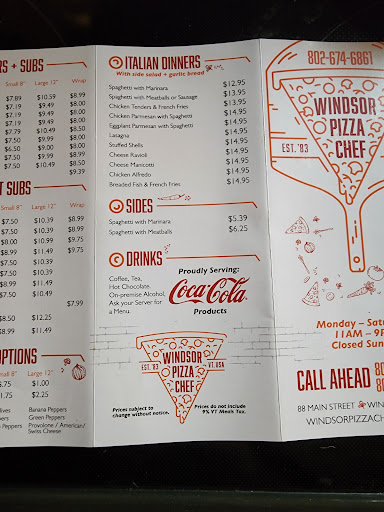 RS + SUBS
Small 8" Large 12" Wrap
$7.89 $10.59 $8.99
$7.19 $9.49 $8.00
$7.19 $9.49 $8.00
$7.19 $9.49 $8.00
$7.79 $10.49 $8.50
$7.50 $9.99 $8.00
$6.50 $9.00 $8.00
$7.50 $9.99 $8.99
$7.50 $10.49 $8.50
$9.39
T SUBS
Small 8" Large 12" Wrap
$7.50 $10.39 $8.99
$7.50 $10.39 $8.99
$8.00 $10.99 $9.75
$8.99 $11.49 $9.75
$7.50 $10.39
$7.50 $10.39
$8.99 $11.49
$7.50 $10.49
$7.99
$8.50 $12.25
$8.99 $11.49
OPTIONS
Small 8" Large 12"
$.75 $1.00
$1.75 $2.25
Olives Banana Peppers
Green Peppers
Provolone / American/
Swiss Cheese
ITALIAN DINNERS
With side salad + garlic bread
Spaghetti with Marinara $12.95
Spaghetti with Meatballs or Sausage $13.95
Chicken Tenders & French Fries $13.95
Chicken Parmesan with Spaghetti $14.95
Eggplant Parmesan with Spaghetti $14.95
Lasagna $14.95
Stuffed Shells $14.95
Cheese Ravioli $14.95
Cheese Manicotti $14.95
Chicken Alfredo $14.95
Breaded Fish & French Fries $14.95
SIDES
Spaghetti with Marinara $5.39
Spaghetti with Meatballs $6.25
DRINKS
Coffee, Tea,
Hot Chocolate.
On-premise Alcohol,
Ask your Server for
a Menu.
Proudly Serving:
Coca-Cola
Products
WINDSOR
EST. '83 PIZZA VT. USA
CHEF
Prices subject to
change without notice.
Prices do not include
9% VT Meals Tax.
802-674-6861
WINDSOR
PIZZA
CHEF
EST. '83
Monday – Satu
11AM – 9P
Closed Sun
CALL AHEAD 80
80
88 MAIN STREET WIN
WINDSORPIZZACH